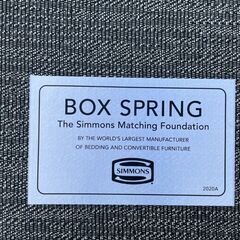 BOX SPRING
The Simmons Matching Foundation
BY THE WORLD'S LARGEST MANUFACTURER
OF BEDDING AND CONVERTIBLE FURNITURE
SIMMONS
2020A